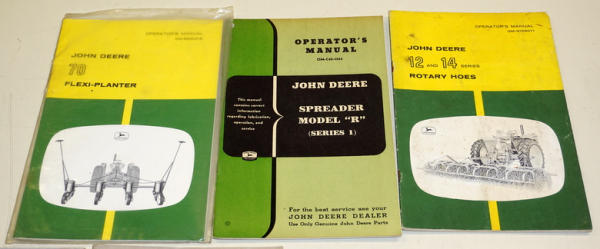 OPERATOR'S MANUAL
JOHN DEERE
70
FLEXI-PLANTER
OPERATOR'S
MANUAL
JOHN DEERE
SPREADER
MODEL "R"
(SERIES 1)
This manual
contains correct
information
regarding lubrication,
operation, and
service
For the best service see your
JOHN DEERE DEALER
Use Only Genuine John Deere Parts
OPERATOR'S MANUAL
JOHN DEERE
12 AND 14 SERIES
ROTARY HOES